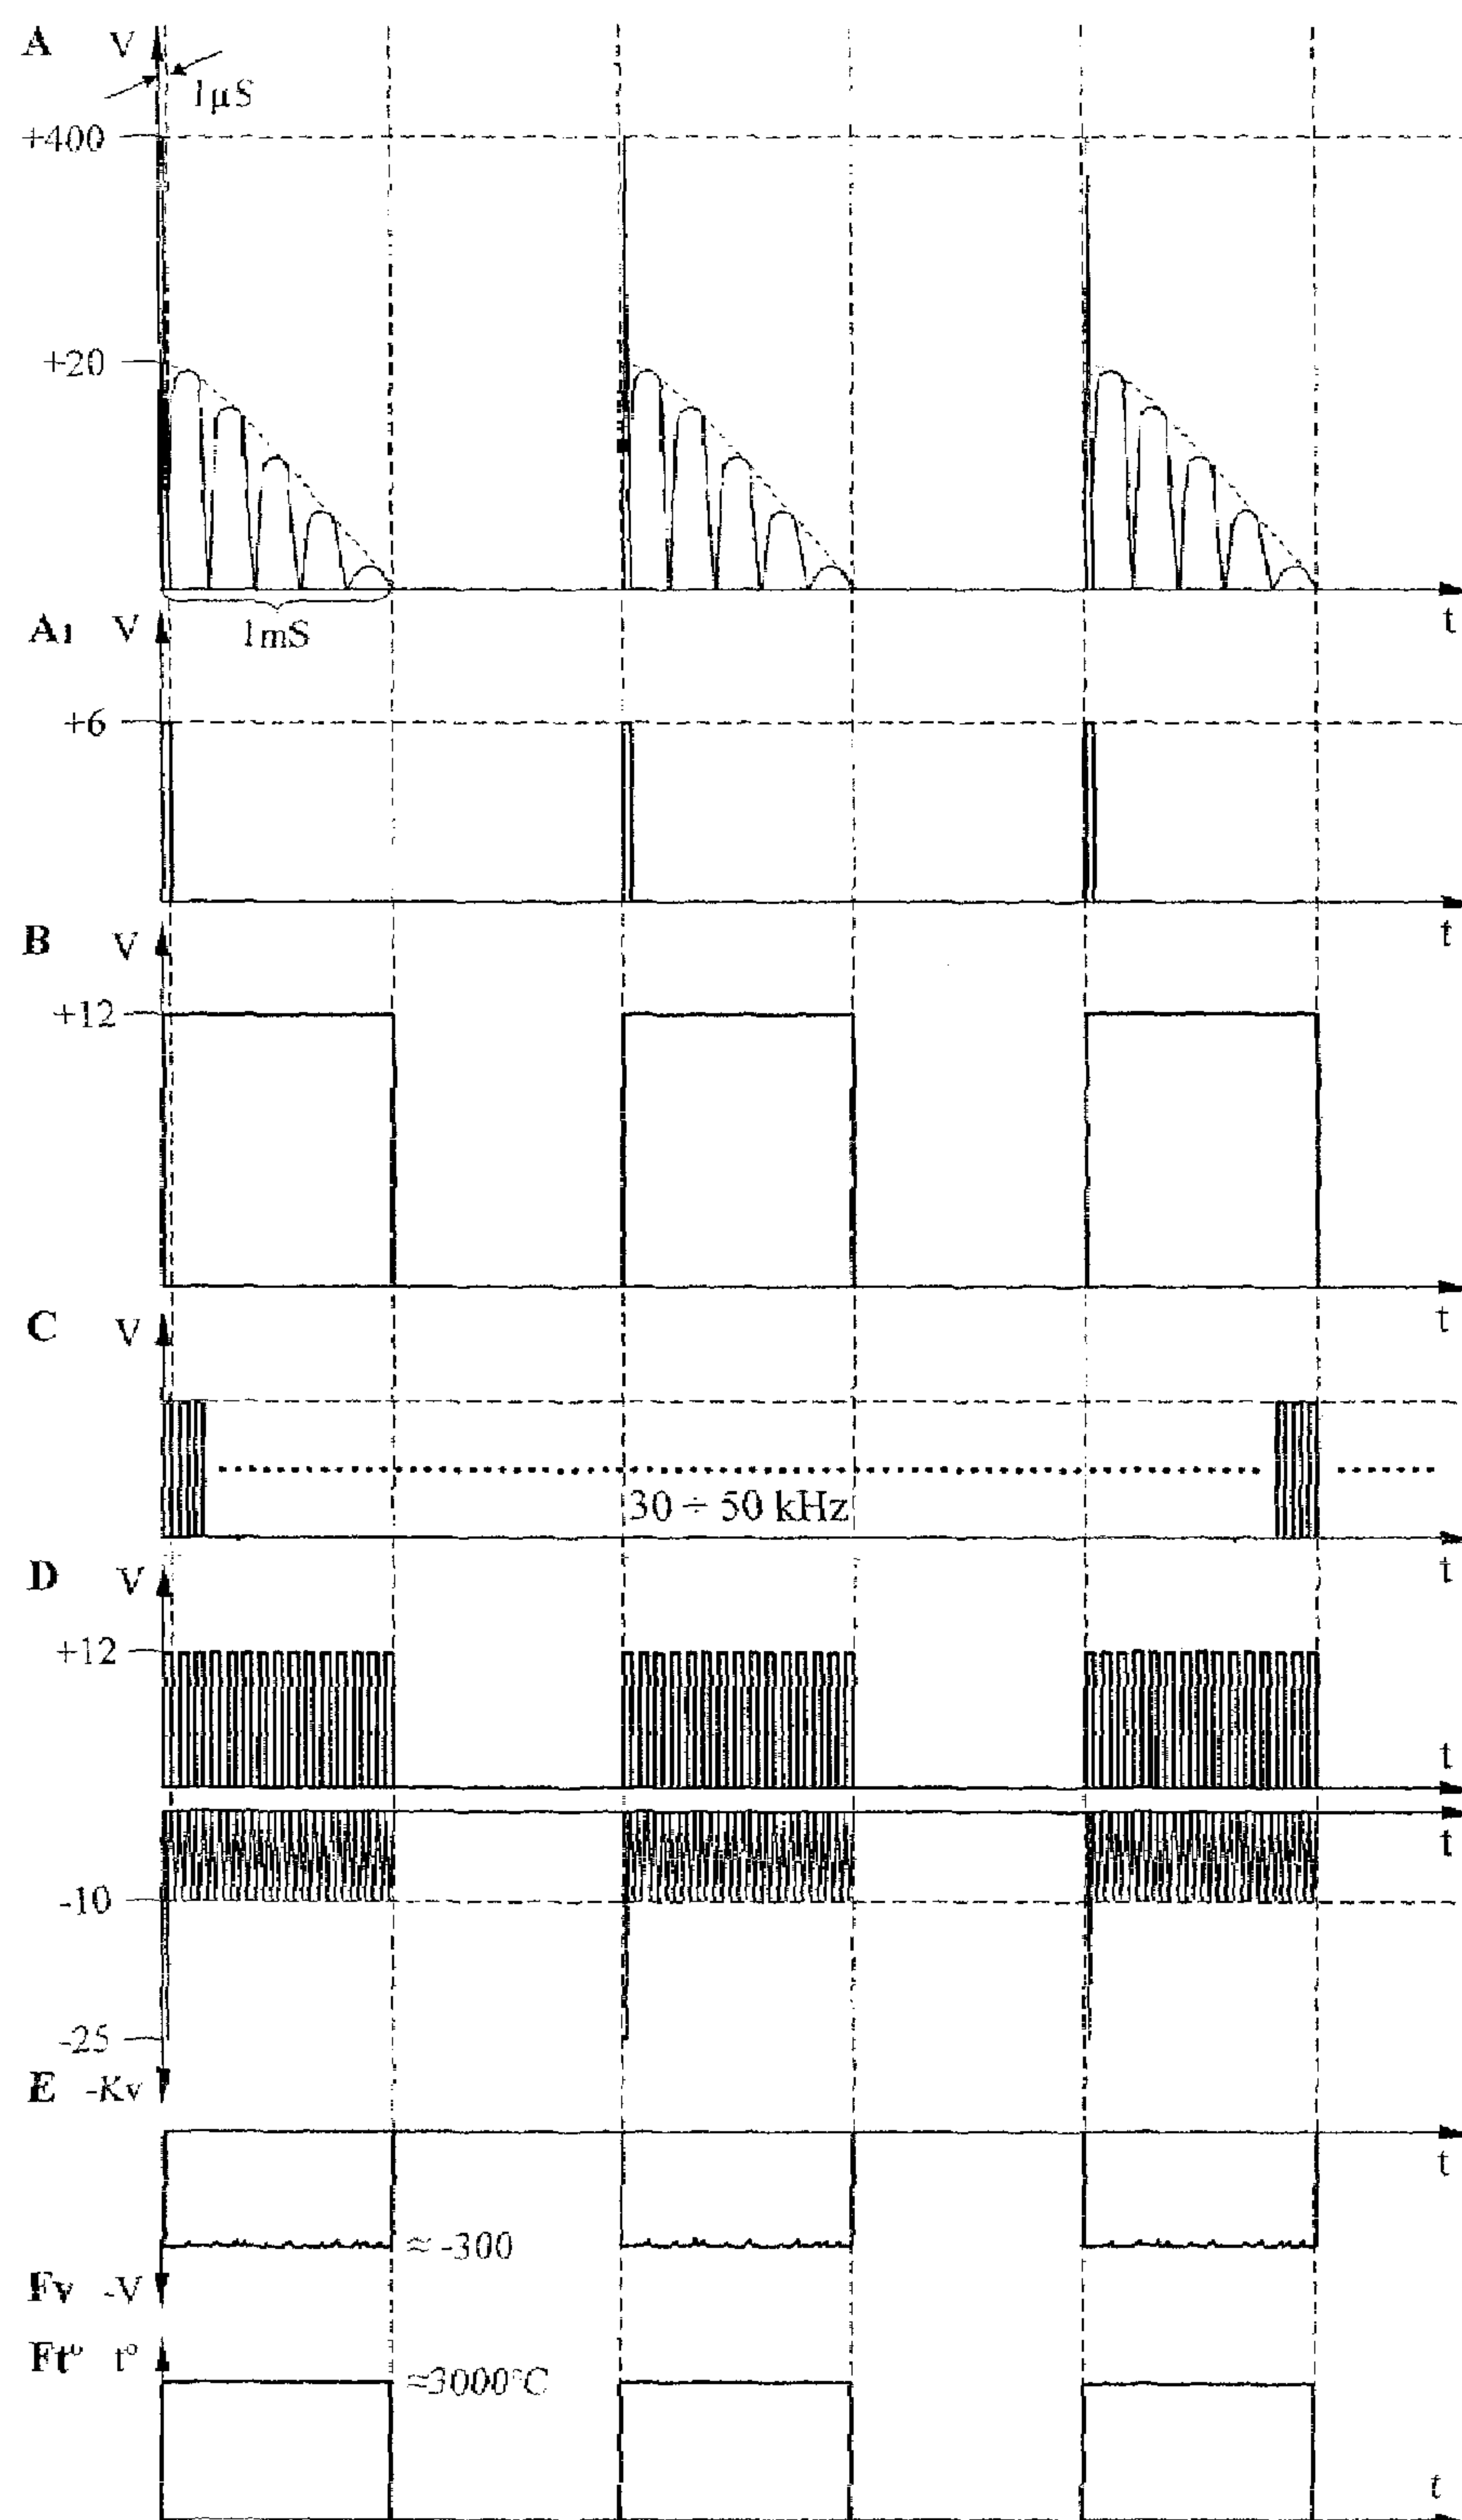 A V
1µS
+400
+20
1mS
t
A1 V
+6
t
B V
+12
t
C V
30 ÷ 50 kHz
t
D V
+12
t
t
-10
-25
E -Kv
t
≈ -300
Fv -V
Ft° t°
≈3000°C
t